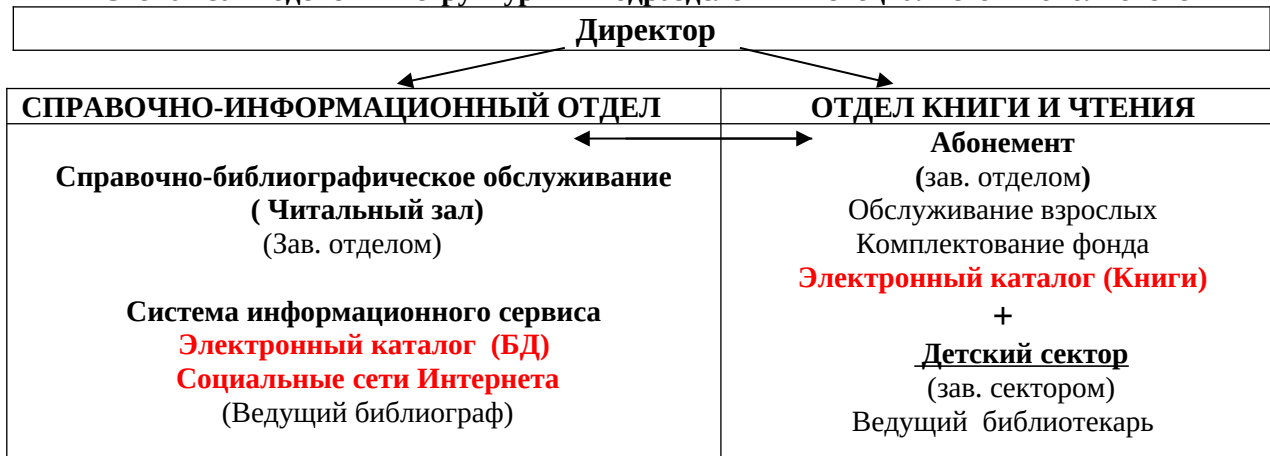 Директор
СПРАВОЧНО-ИНФОРМАЦИОННЫЙ ОТДЕЛ
Справочно-библиографическое обслуживание
( Читальный зал)
(Зав. отделом)
Система информационного сервиса
Электронный каталог (БД)
Социальные сети Интернета
(Ведущий библиограф)
ОТДЕЛ КНИГИ И ЧТЕНИЯ
Абонемент
(зав. отделом)
Обслуживание взрослых
Комплектование фонда
Электронный каталог (Книги)
+
Детский сектор
(зав. сектором)
Ведущий библиотекарь